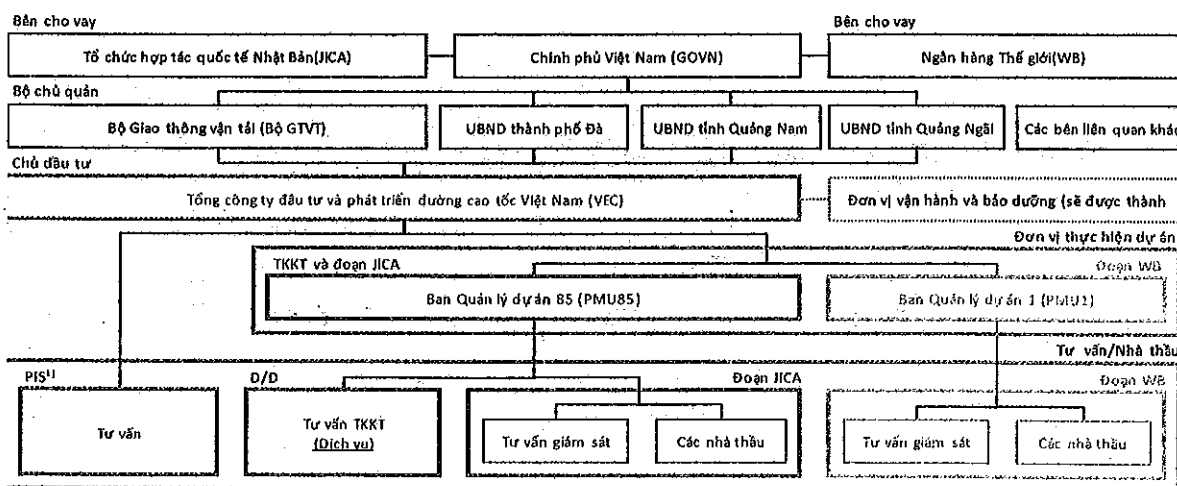 Bên cho vay
Bên cho vay
Tổ chức hợp tác quốc tế Nhật Bản(JICA)
Chính phủ Việt Nam (GOVN)
Ngân hàng Thế giới(WB)
Bộ chủ quản
Bộ Giao thông vận tải (Bộ GTVT)
UBND thành phố Đà
UBND tỉnh Quảng Nam
UBND tỉnh Quảng Ngãi
Các bên liên quan khác
Chủ đầu tư
Tổng công ty đầu tư và phát triển đường cao tốc Việt Nam (VEC)
Đơn vị vận hành và bảo dưỡng (sẽ được thành
Đơn vị thực hiện dự án
TKKT và đoạn JICA
Đoạn WB
Ban Quản lý dự án 85 (PMU85)
Ban Quản lý dự án 1 (PMU1)
Tư vấn/Nhà thầu
PIS¹⁾
D/D
Đoạn JICA
Đoạn WB
Tư vấn
Tư vấn TKKT
(Dịch vụ)
Tư vấn giám sát
Các nhà thầu
Tư vấn giám sát
Các nhà thầu